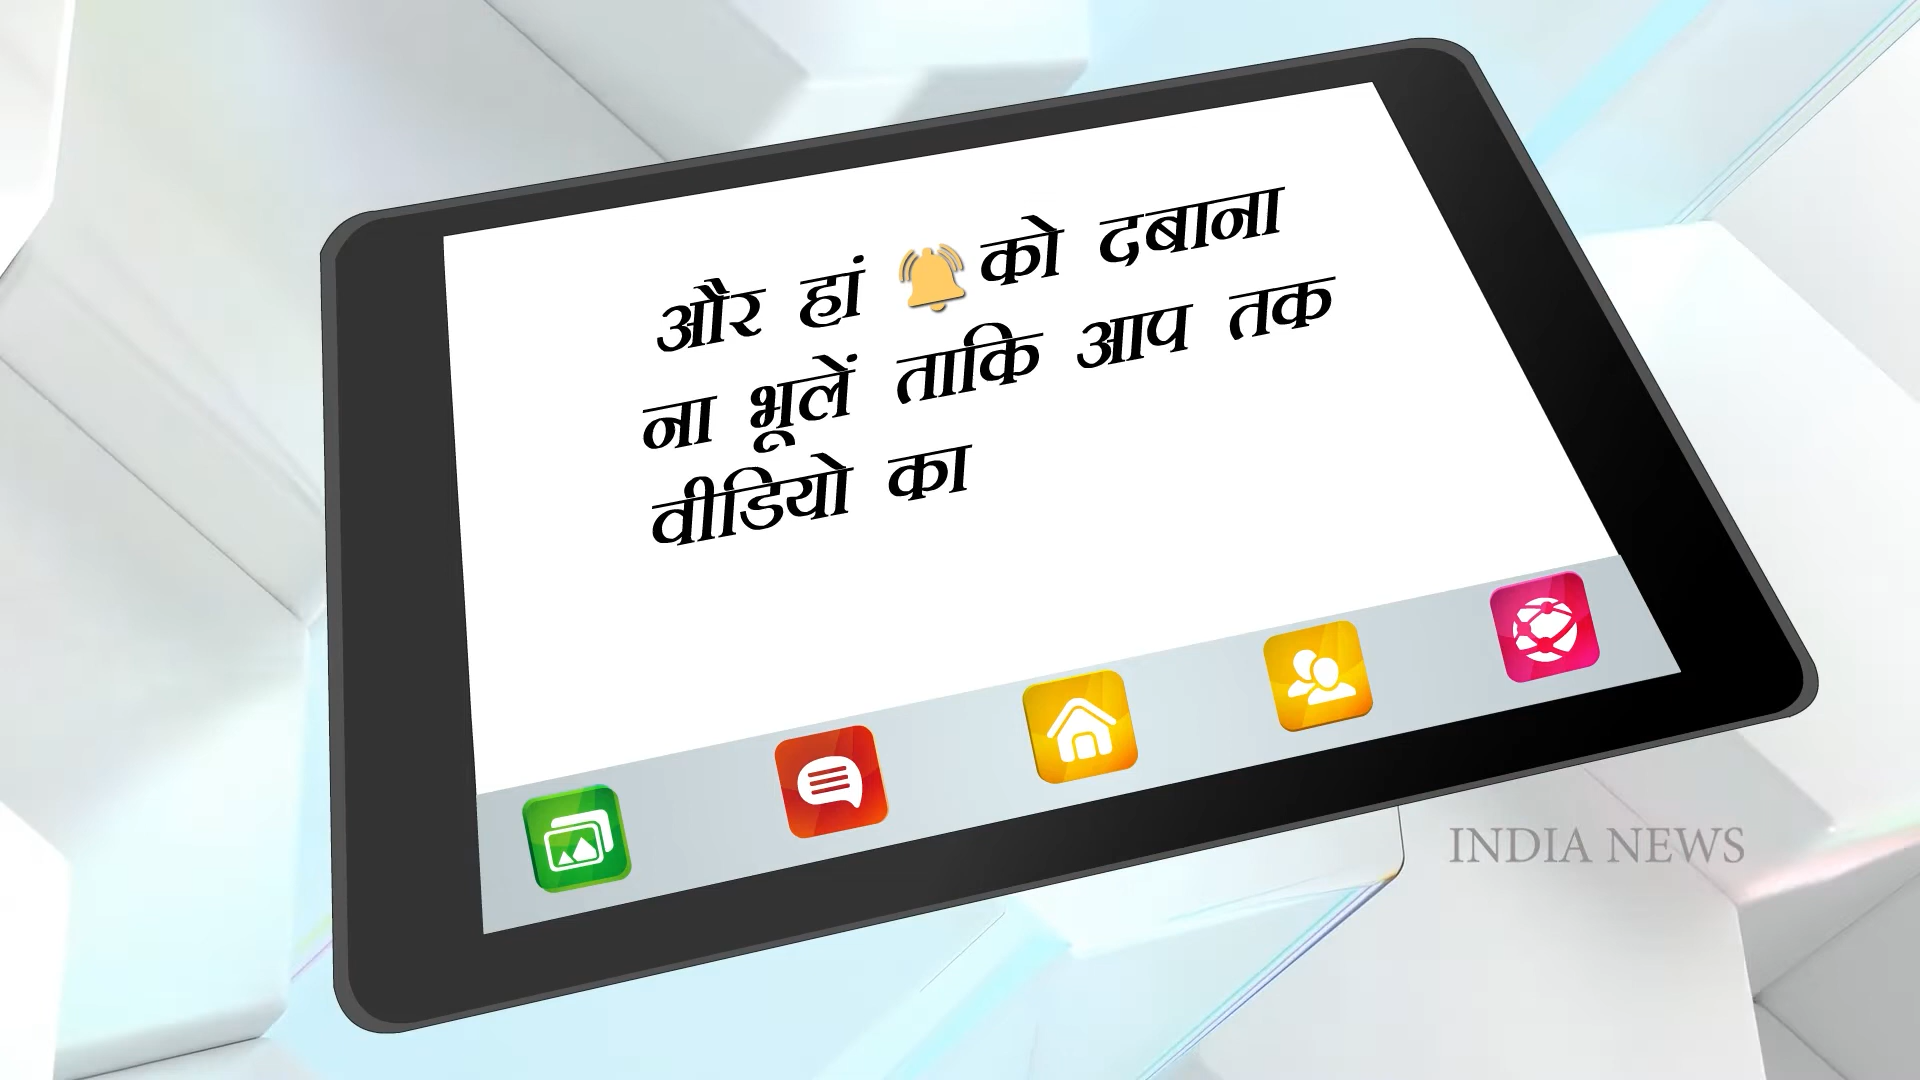 और हां 🔔 को दबाना
ना भूलें ताकि आप तक
वीडियो का
INDIA NEWS